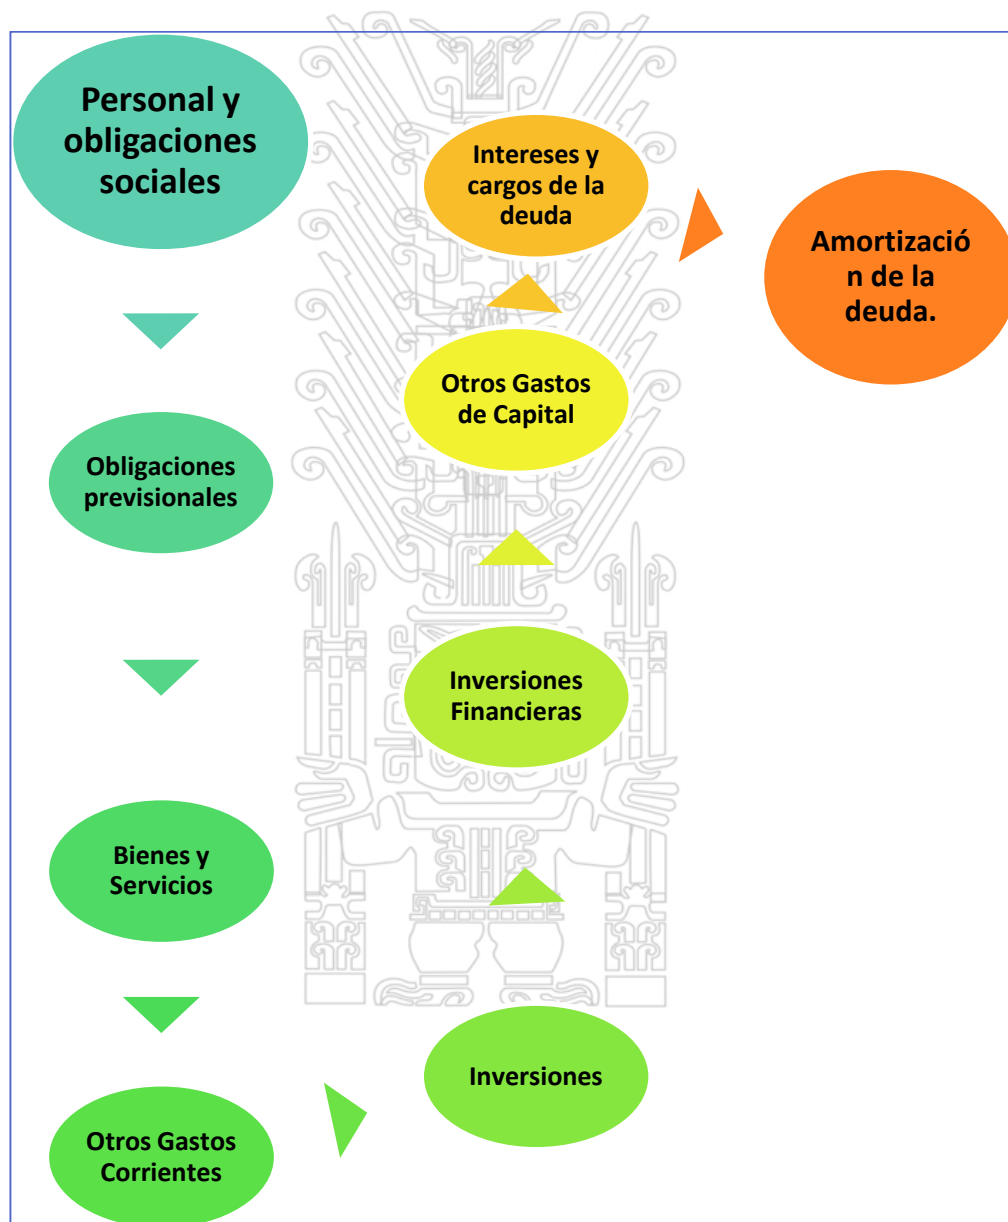 Personal y
obligaciones
sociales
Obligaciones
previsionales
Bienes y
Servicios
Otros Gastos
Corrientes
Inversiones
Inversiones
Financieras
Otros Gastos
de Capital
Intereses y
cargos de la
deuda
Amortizació
n de la
deuda.